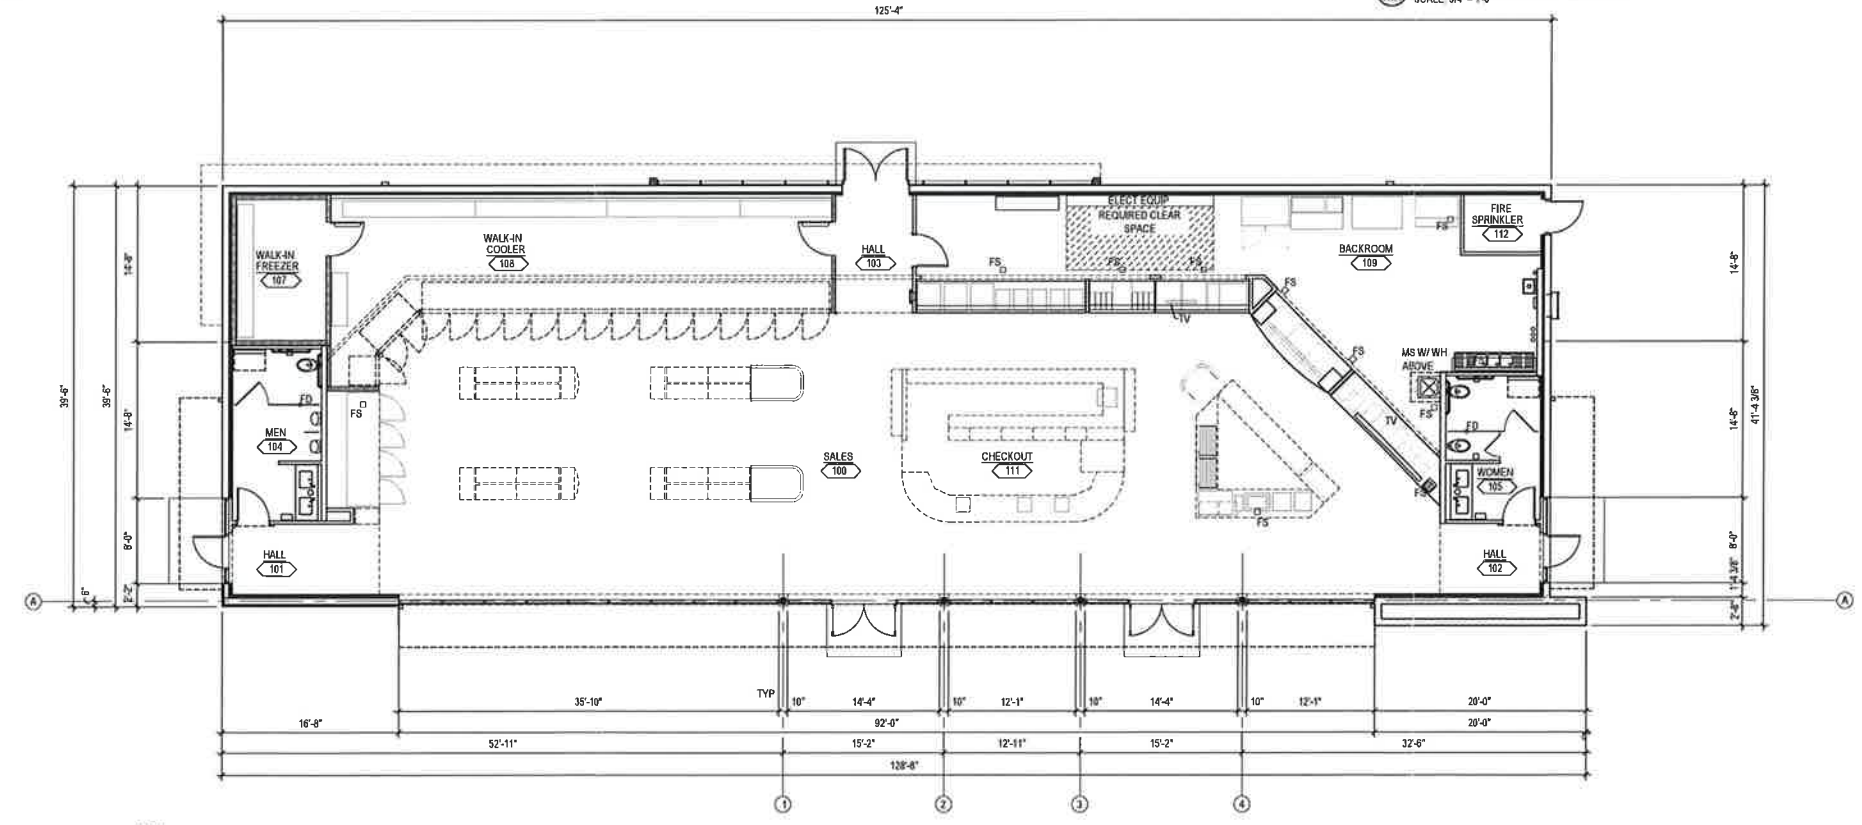 125'-4"
ELECT EQUIP
REQUIRED CLEAR
SPACE
FIRE
SPRINKLER
112
FS
WALK-IN
COOLER
108
HALL
103
BACKROOM
109
WALK-IN
FREEZER
107
FS
FS
FS
FS
14'-8"
14'-8"
TV
FS
MS W/ WH
ABOVE
39'-6"
39'-6"
14'-8"
FD
FS
MEN
104
SALES
100
CHECKOUT
111
TV
FS
FD
WOMEN
105
FS
FS
14'-8"
41'-4 3/8"
8'-0"
HALL
101
HALL
102
8'-0"
1'-4 3/8"
2'-2"
6"
2'-6"
A
A
TYP
35'-10"
10"
14'-4"
10"
12'-1"
10"
14'-4"
10"
12'-1"
20'-0"
16'-8"
92'-0"
20'-0"
52'-11"
15'-2"
12'-11"
15'-2"
32'-6"
128'-8"
1
2
3
4